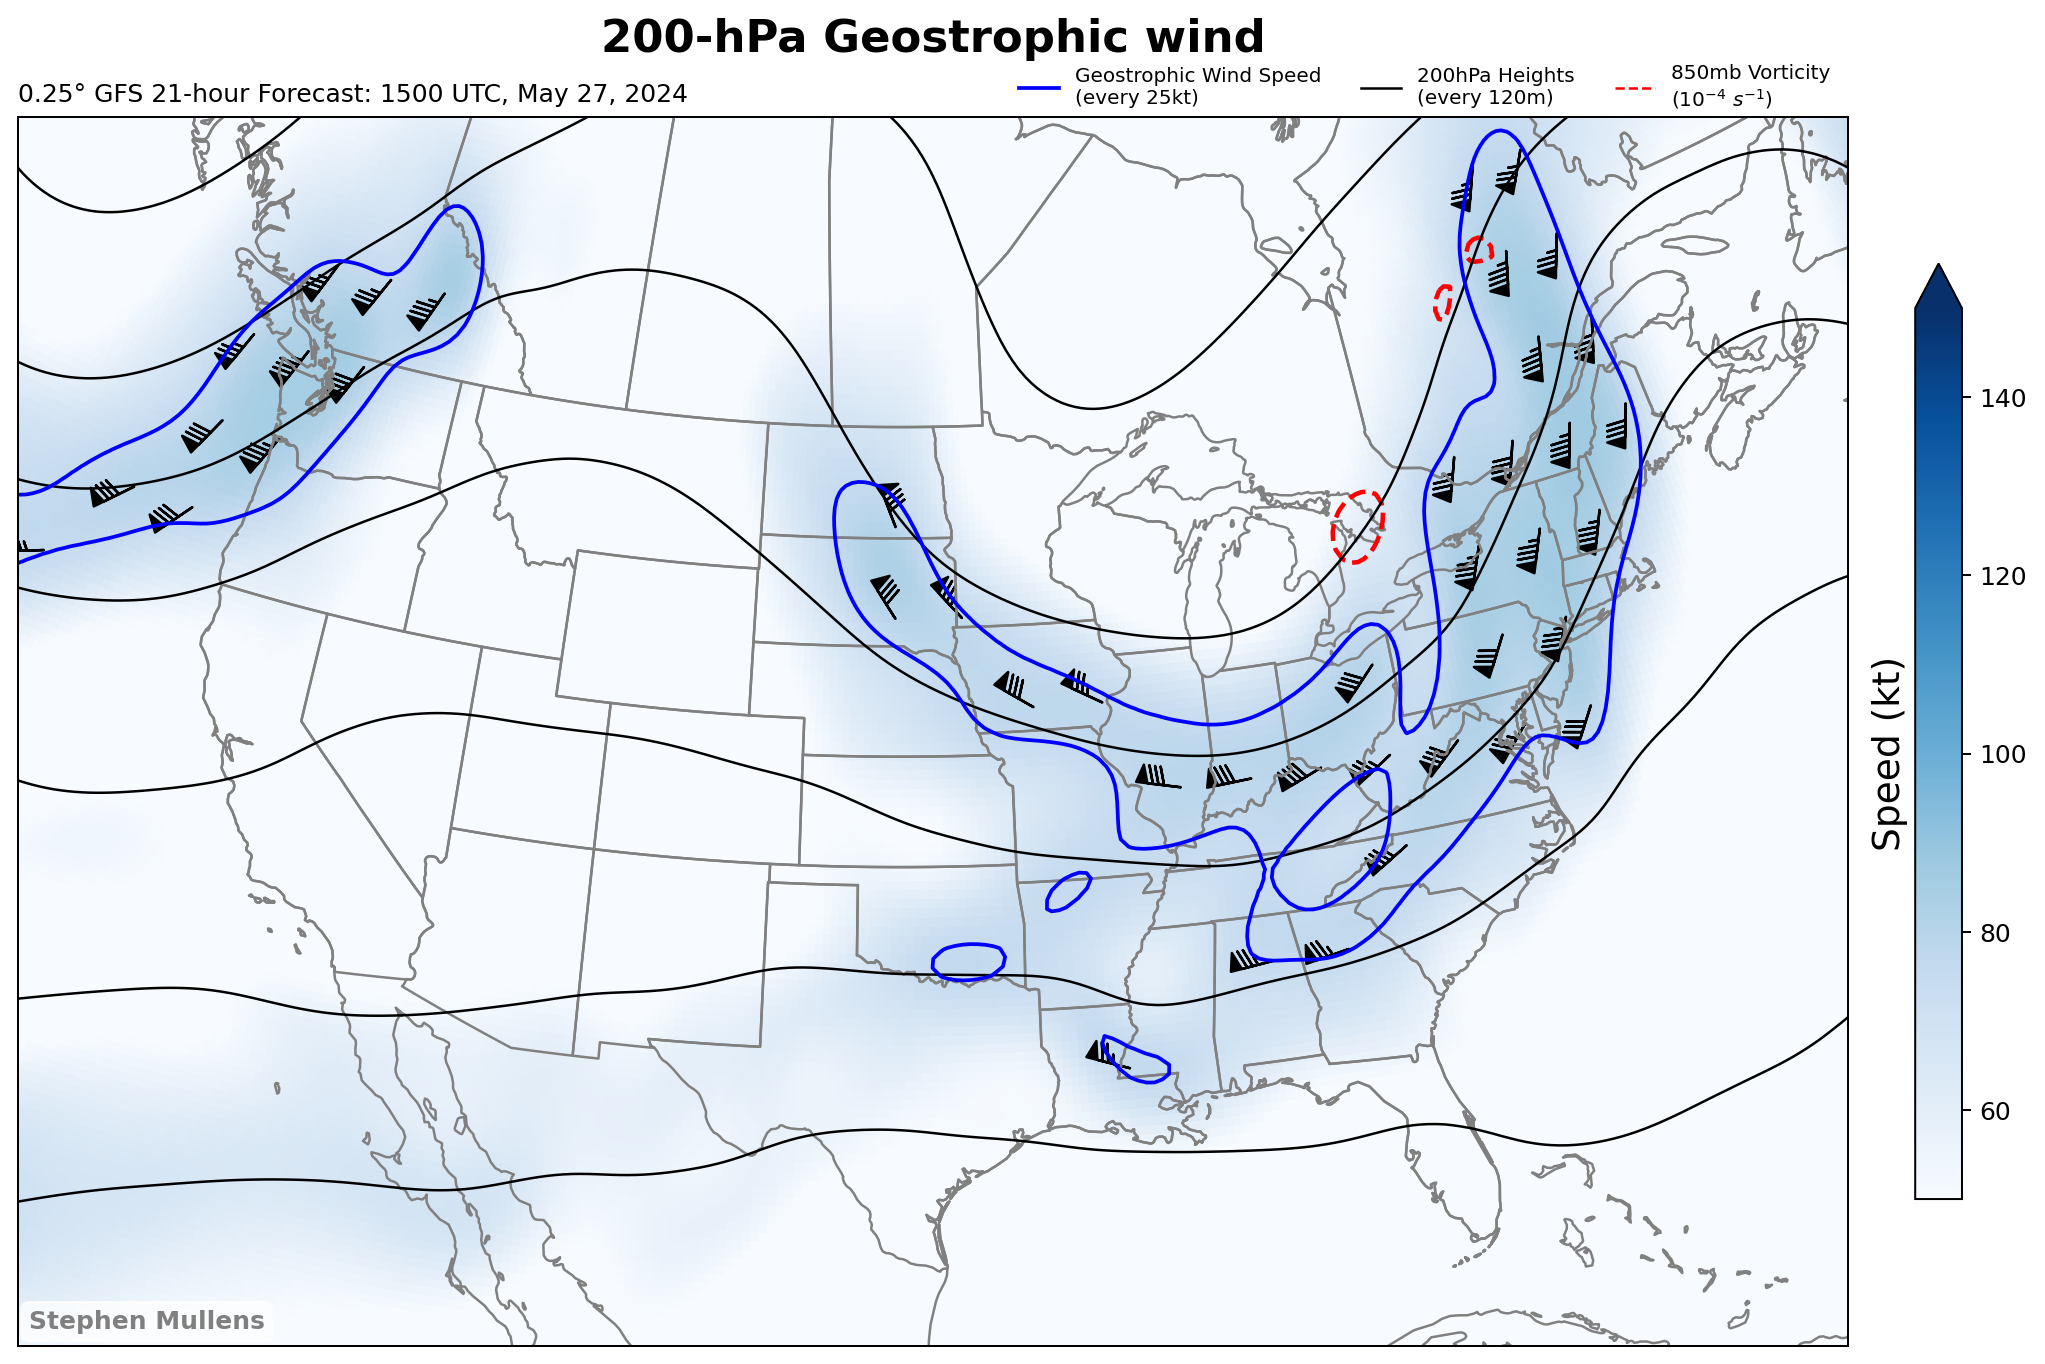 200-hPa Geostrophic wind
0.25° GFS 21-hour Forecast: 1500 UTC, May 27, 2024
Geostrophic Wind Speed
(every 25kt)
200hPa Heights
(every 120m)
850mb Vorticity
(10⁻⁴ s⁻¹)
140
120
100
80
60
Speed (kt)
Stephen Mullens